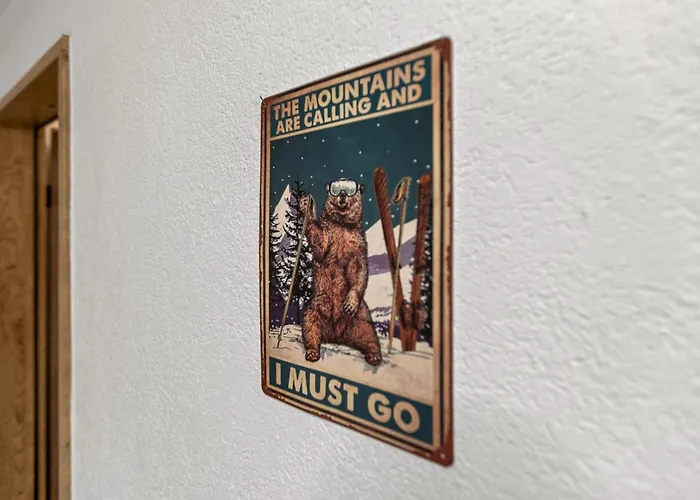 THE MOUNTAINS
ARE CALLING AND
I MUST GO